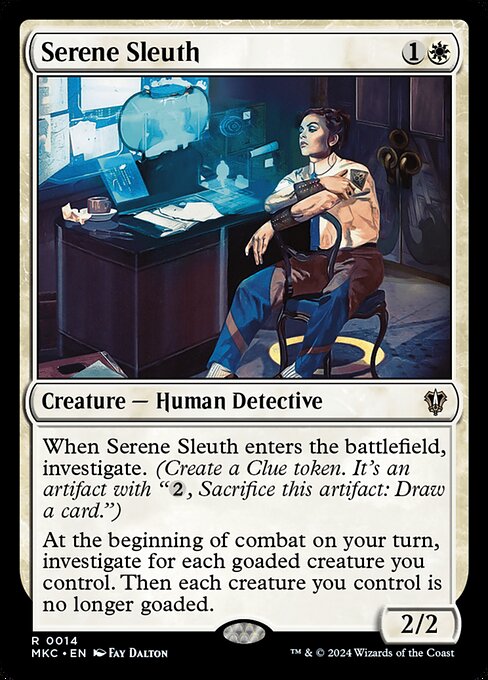 Serene Sleuth 1
Creature — Human Detective
When Serene Sleuth enters the battlefield,
investigate. (Create a Clue token. It's an
artifact with “2, Sacrifice this artifact: Draw
a card.”)
At the beginning of combat on your turn,
investigate for each goaded creature you
control. Then each creature you control is
no longer goaded.
2/2
R 0014
MKC • EN Fay Dalton
™ & © 2024 Wizards of the Coast